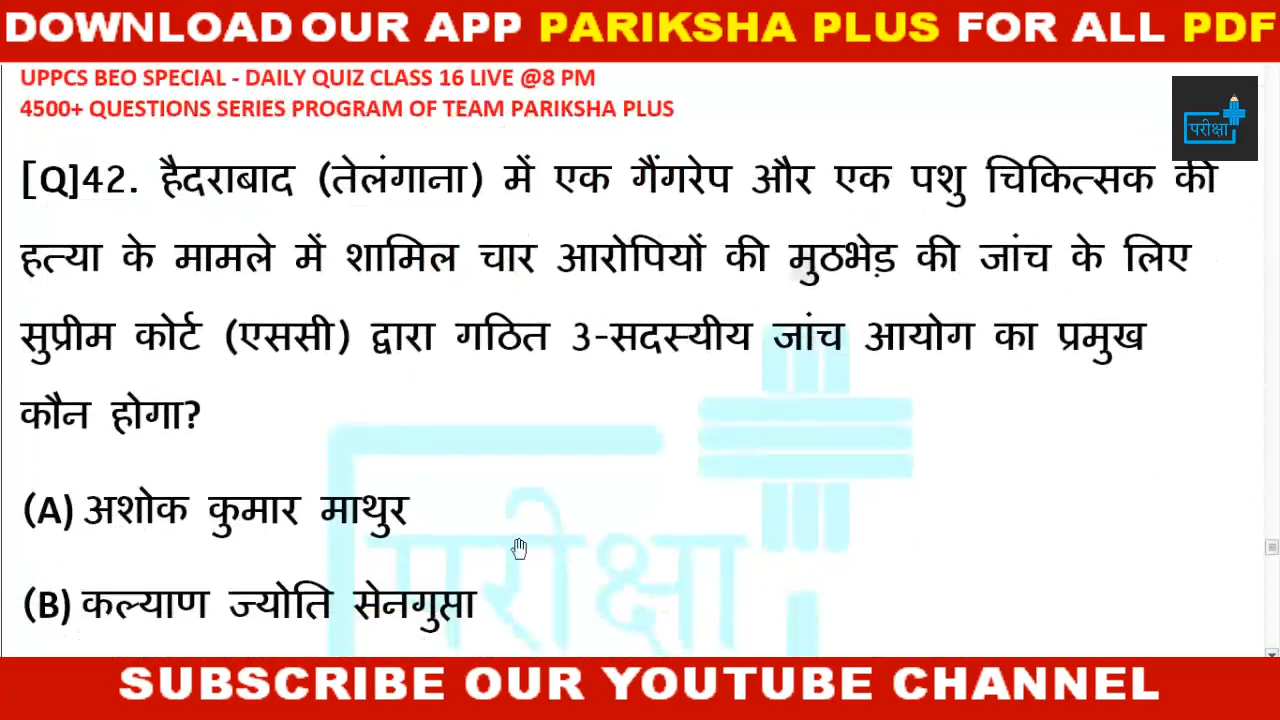 DOWNLOAD OUR APP PARIKSHA PLUS FOR ALL PDF
UPPCS BEO SPECIAL - DAILY QUIZ CLASS 16 LIVE @8 PM
4500+ QUESTIONS SERIES PROGRAM OF TEAM PARIKSHA PLUS
परीक्षा
[Q]42. हैदराबाद (तेलंगाना) में एक गैंगरेप और एक पशु चिकित्सक की
हत्या के मामले में शामिल चार आरोपियों की मुठभेड़ की जांच के लिए
सुप्रीम कोर्ट (एससी) द्वारा गठित 3-सदस्यीय जांच आयोग का प्रमुख
कौन होगा?
(A) अशोक कुमार माथुर
परीक्षा
(B) कल्याण ज्योति सेनगुप्ता
SUBSCRIBE OUR YOUTUBE CHANNEL